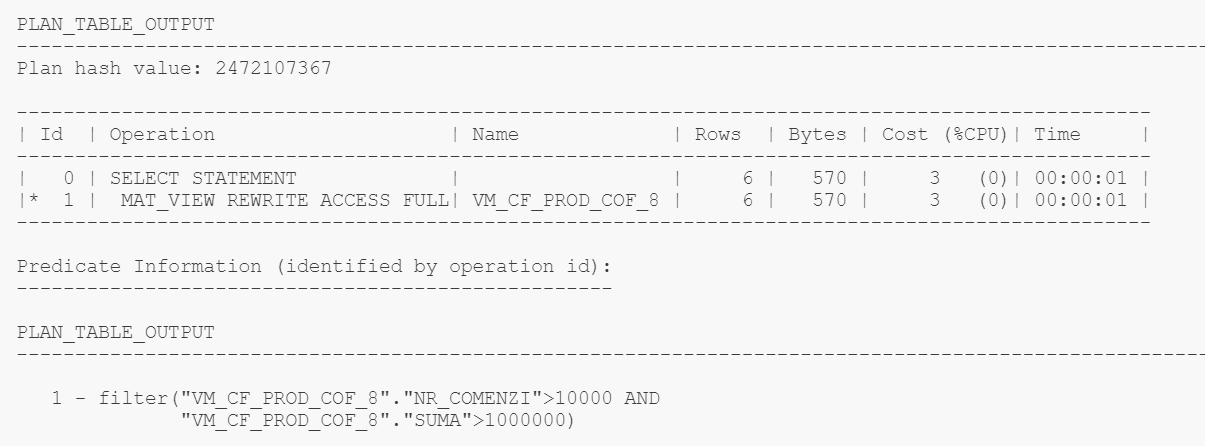 PLAN_TABLE_OUTPUT
----------------------------------------------------------------------------------------------------
Plan hash value: 2472107367
-------------------------------------------------------------------------------------------------
| Id  | Operation                    | Name           | Rows  | Bytes | Cost (%CPU)| Time     |
-------------------------------------------------------------------------------------------------
|   0 | SELECT STATEMENT             |                |     6 |   570 |     3   (0)| 00:00:01 |
|*  1 |  MAT_VIEW REWRITE ACCESS FULL| VM_CF_PROD_COF_8 |     6 |   570 |     3   (0)| 00:00:01 |
-------------------------------------------------------------------------------------------------
Predicate Information (identified by operation id):
---------------------------------------------------
PLAN_TABLE_OUTPUT
----------------------------------------------------------------------------------------------------
1 - filter("VM_CF_PROD_COF_8"."NR_COMENZI">10000 AND
"VM_CF_PROD_COF_8"."SUMA">1000000)